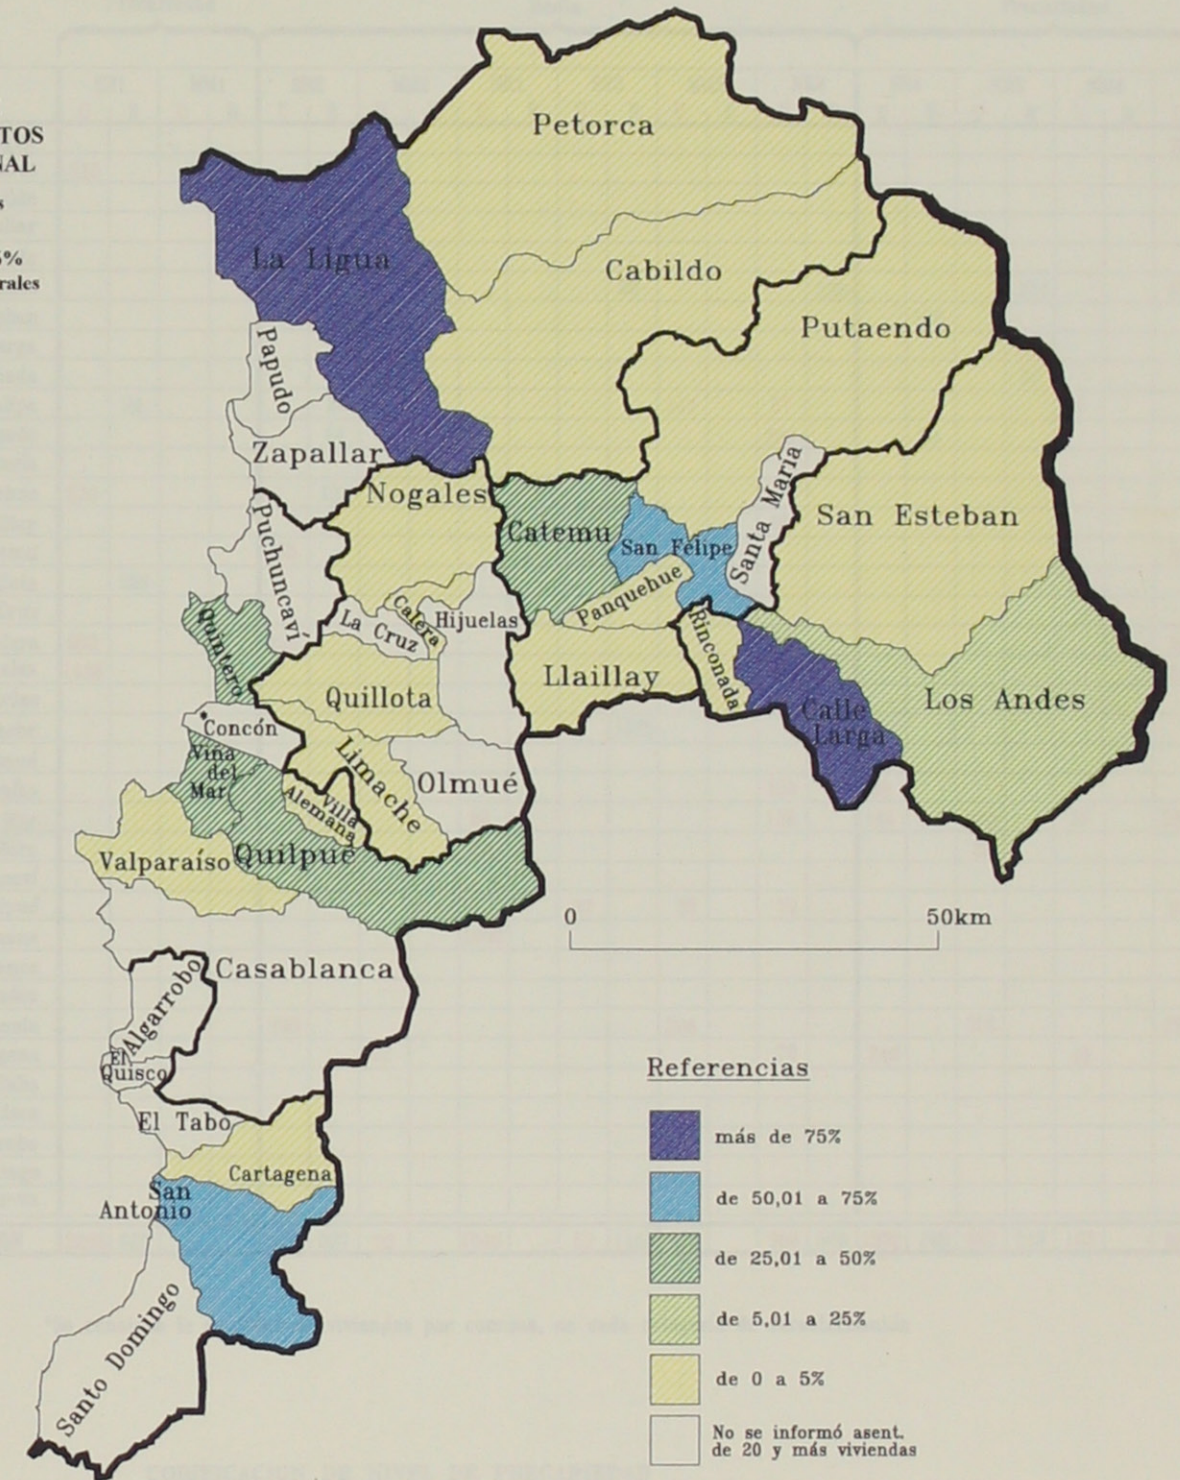 TOS
NAL
s
5%
rales
Petorca
La Ligua
Cabildo
Putaendo
Papudo
Zapallar
Nogales
Santa María
San Esteban
Catemu
San Felipe
Puchuncaví
Panquehue
Calera
Hijuelas
La Cruz
Quintero
Rinconada
Llaillay
Quillota
Los Andes
Calle
Larga
*Concón
Viña
del
Mar
Limache
Olmué
Villa
Alemana
Valparaíso
Quilpué
0 50km
Casablanca
Algarrobo
El
Quisco
El Tabo
Cartagena
San
Antonio
Santo Domingo
Referencias
más de 75%
de 50,01 a 75%
de 25,01 a 50%
de 5,01 a 25%
de 0 a 5%
No se informó asent.
de 20 y más viviendas